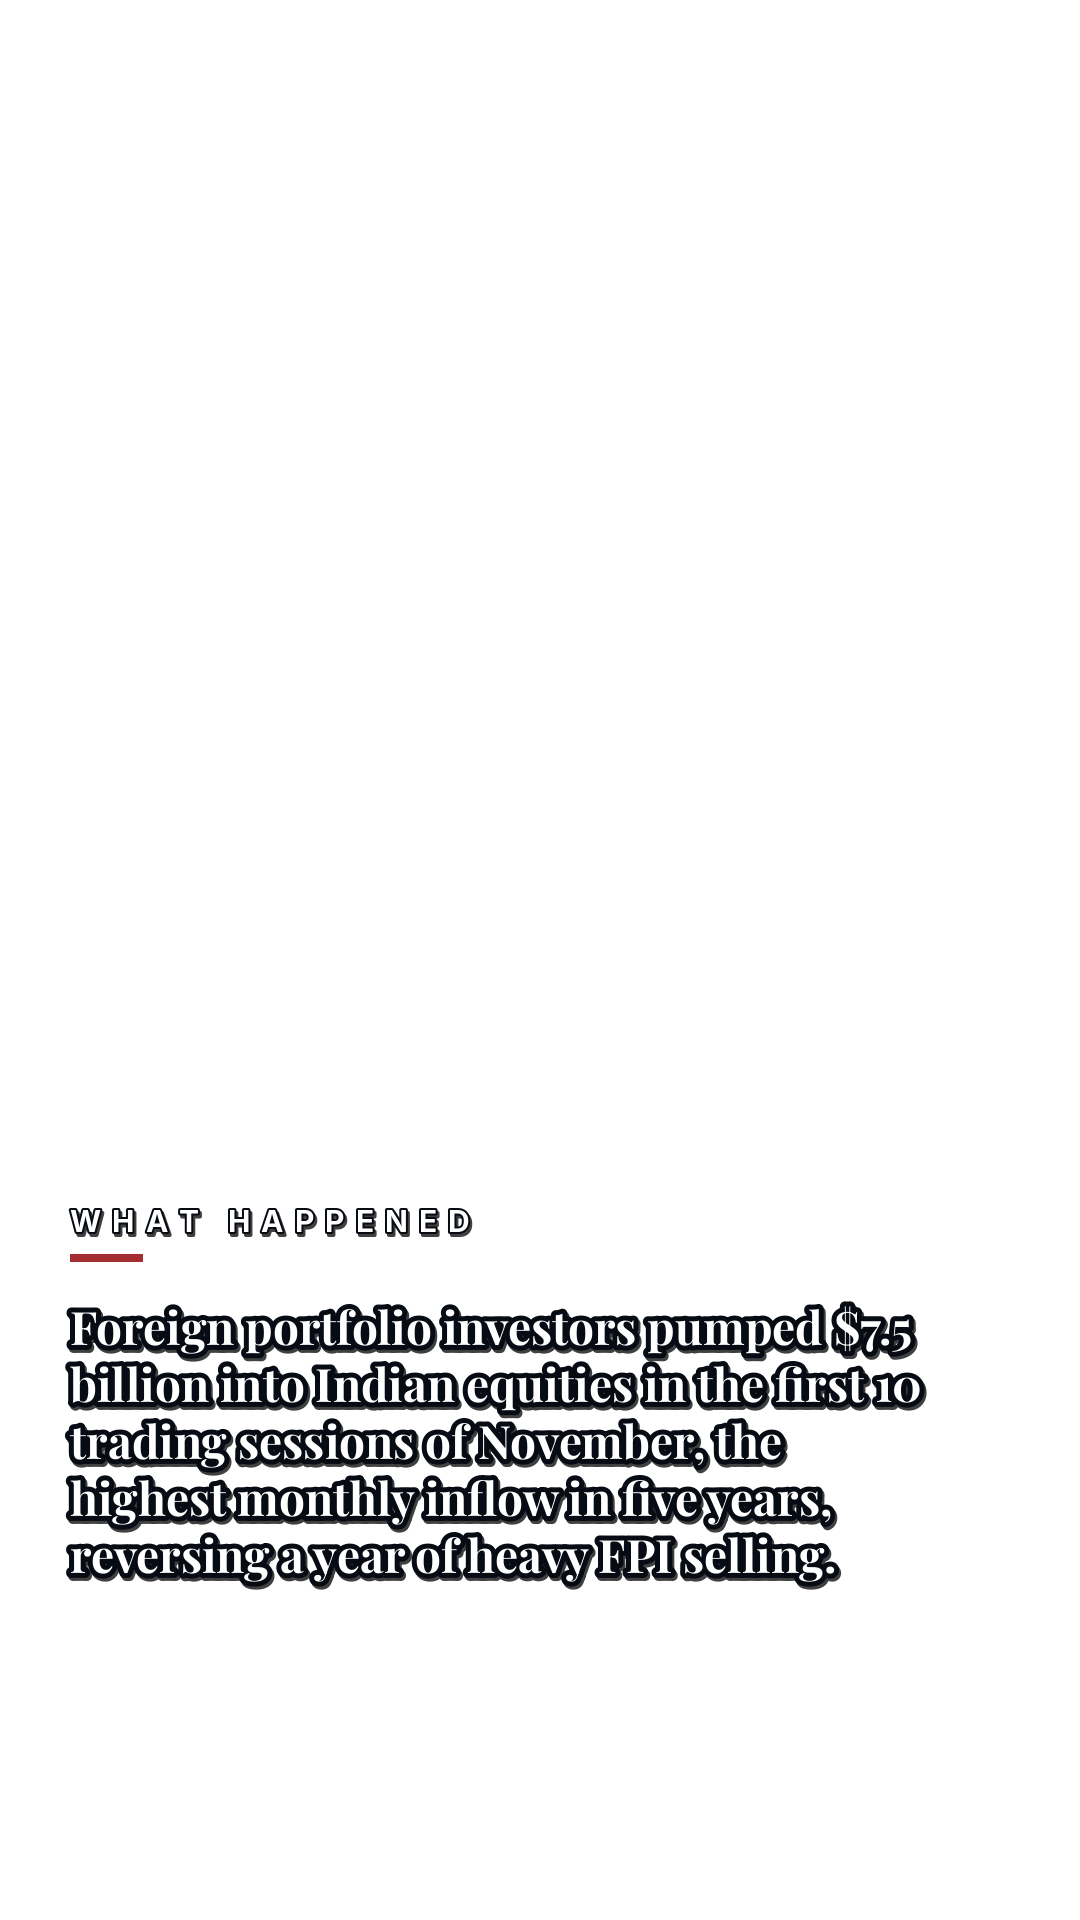 WHAT HAPPENED
Foreign portfolio investors pumped $7.5
billion into Indian equities in the first 10
trading sessions of November, the
highest monthly inflow in five years,
reversing a year of heavy FPI selling.